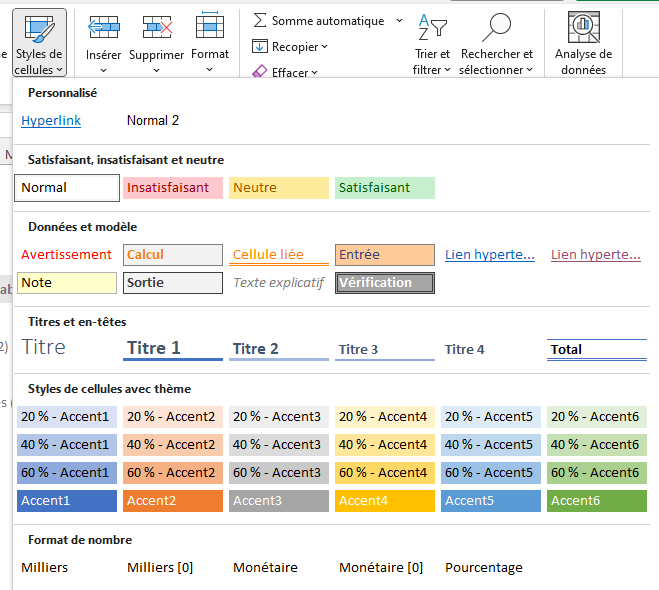 Styles de cellules
Insérer
Supprimer
Format
Somme automatique
Recopier
Effacer
Trier et filtrer
Rechercher et sélectionner
Analyse de données
Personnalisé
Hyperlink Normal 2
Satisfaisant, insatisfaisant et neutre
Normal Insatisfaisant Neutre Satisfaisant
Données et modèle
Avertissement Calcul Cellule liée Entrée Lien hyperte... Lien hyperte...
Note Sortie Texte explicatif Vérification
Titres et en-têtes
Titre Titre 1 Titre 2 Titre 3 Titre 4 Total
Styles de cellules avec thème
20 % - Accent1 20 % - Accent2 20 % - Accent3 20 % - Accent4 20 % - Accent5 20 % - Accent6
40 % - Accent1 40 % - Accent2 40 % - Accent3 40 % - Accent4 40 % - Accent5 40 % - Accent6
60 % - Accent1 60 % - Accent2 60 % - Accent3 60 % - Accent4 60 % - Accent5 60 % - Accent6
Accent1 Accent2 Accent3 Accent4 Accent5 Accent6
Format de nombre
Milliers Milliers [0] Monétaire Monétaire [0] Pourcentage